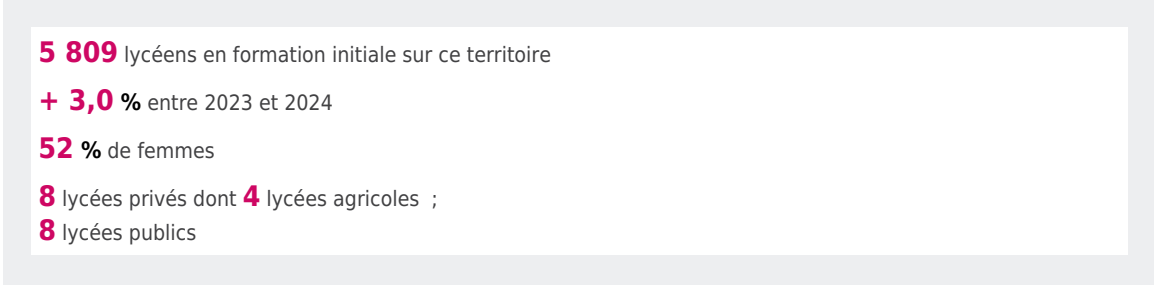 5 809 lycéens en formation initiale sur ce territoire
+ 3,0 % entre 2023 et 2024
52 % de femmes
8 lycées privés dont 4 lycées agricoles ;
8 lycées publics